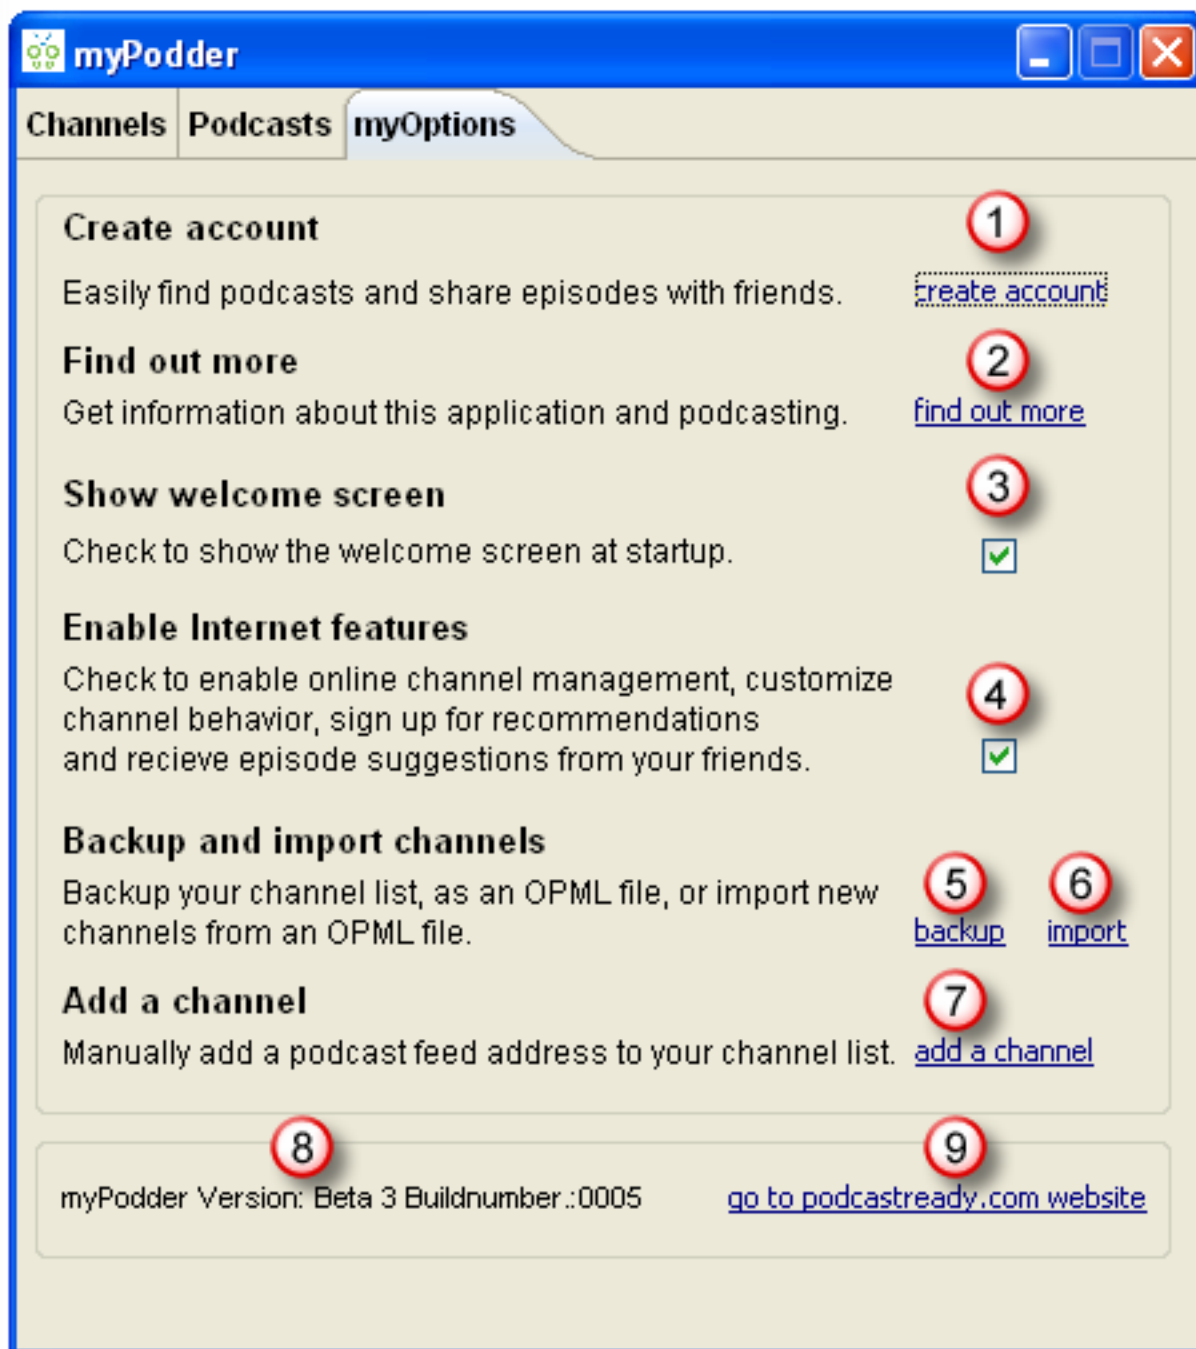 myPodder
Channels Podcasts myOptions
Create account
1
Easily find podcasts and share episodes with friends. create account
Find out more
2
Get information about this application and podcasting. find out more
Show welcome screen
3
Check to show the welcome screen at startup.
Enable Internet features
Check to enable online channel management, customize
channel behavior, sign up for recommendations
and recieve episode suggestions from your friends.
4
Backup and import channels
Backup your channel list, as an OPML file, or import new
channels from an OPML file.
5 6
backup import
Add a channel
7
Manually add a podcast feed address to your channel list. add a channel
8 9
myPodder Version: Beta 3 Buildnumber.:0005 go to podcastready.com website